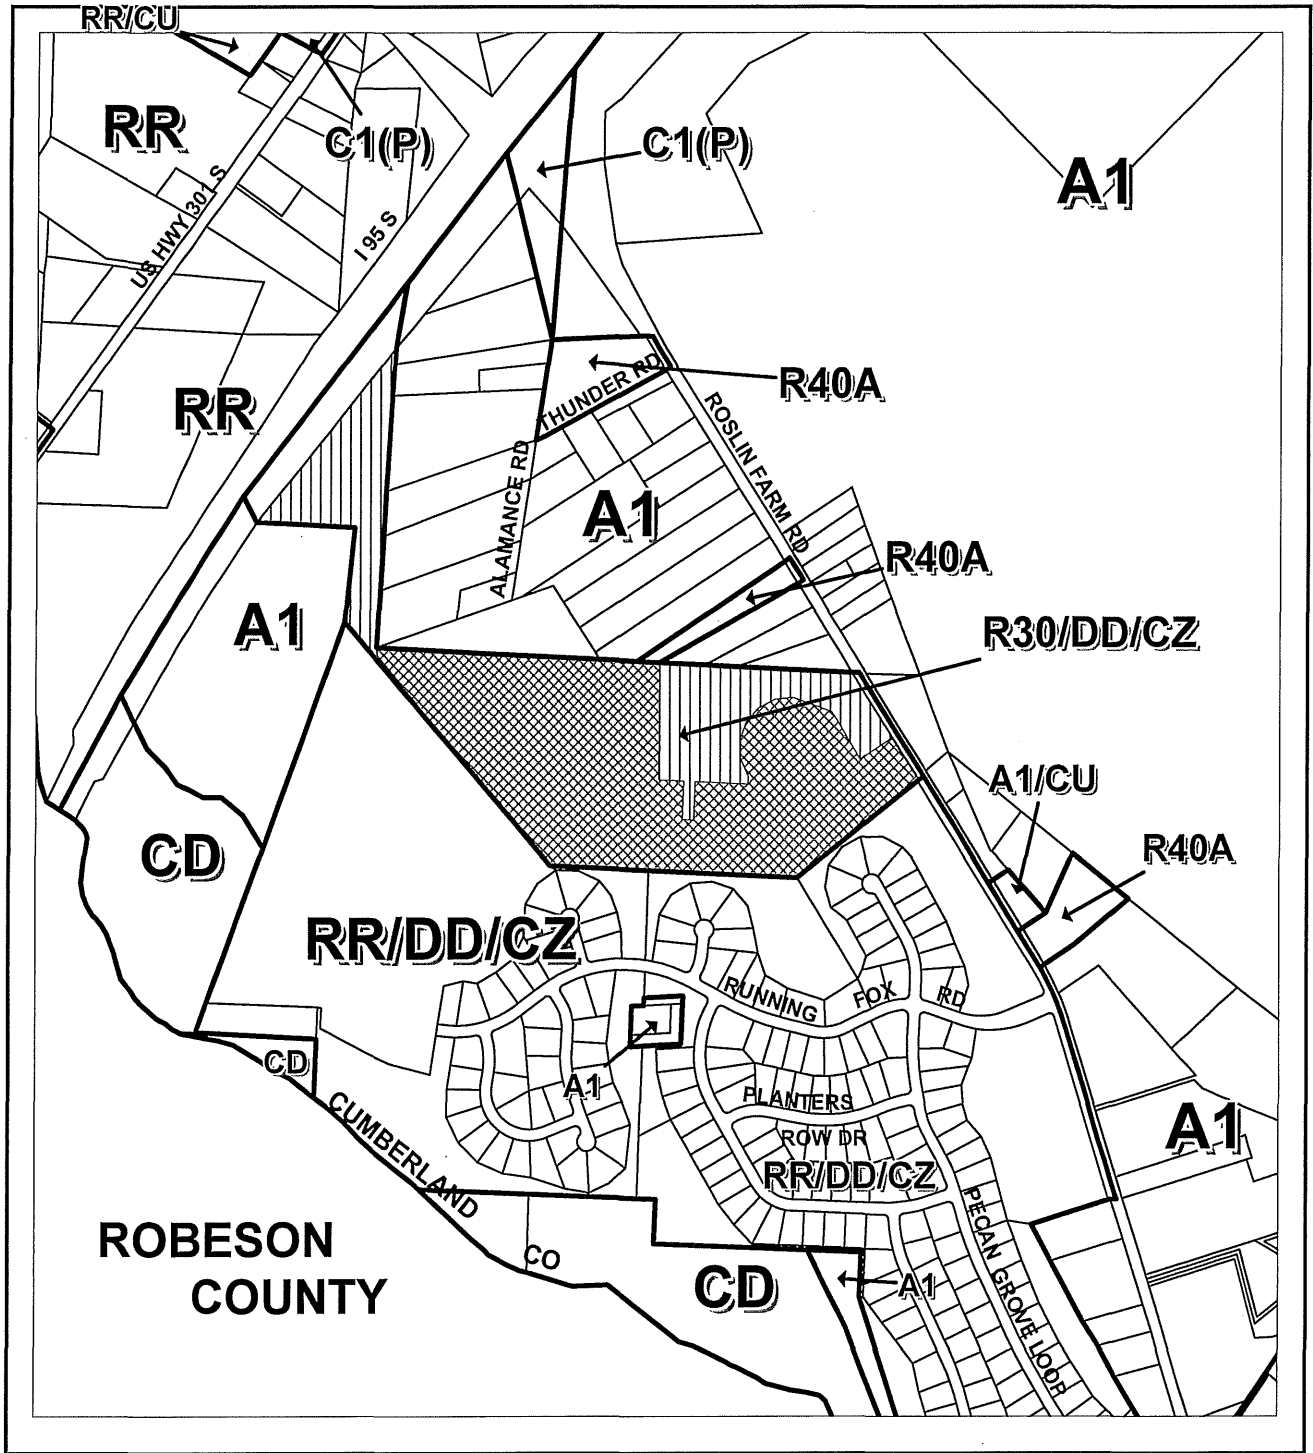 RR/CU
RR
C1(P)
C1(P)
A1
US HWY 301 S
I 95 S
RR
R40A
THUNDER RD
ROSLIN FARM RD
ALAMANCE RD
A1
R40A
A1
R30/DD/CZ
A1/CU
R40A
CD
RR/DD/CZ
RUNNING FOX RD
CD
A1
PLANTERS
ROW DR
CUMBERLAND CO
A1
RR/DD/CZ
PECAN GROVE LOOP
ROBESON
COUNTY
CD
A1